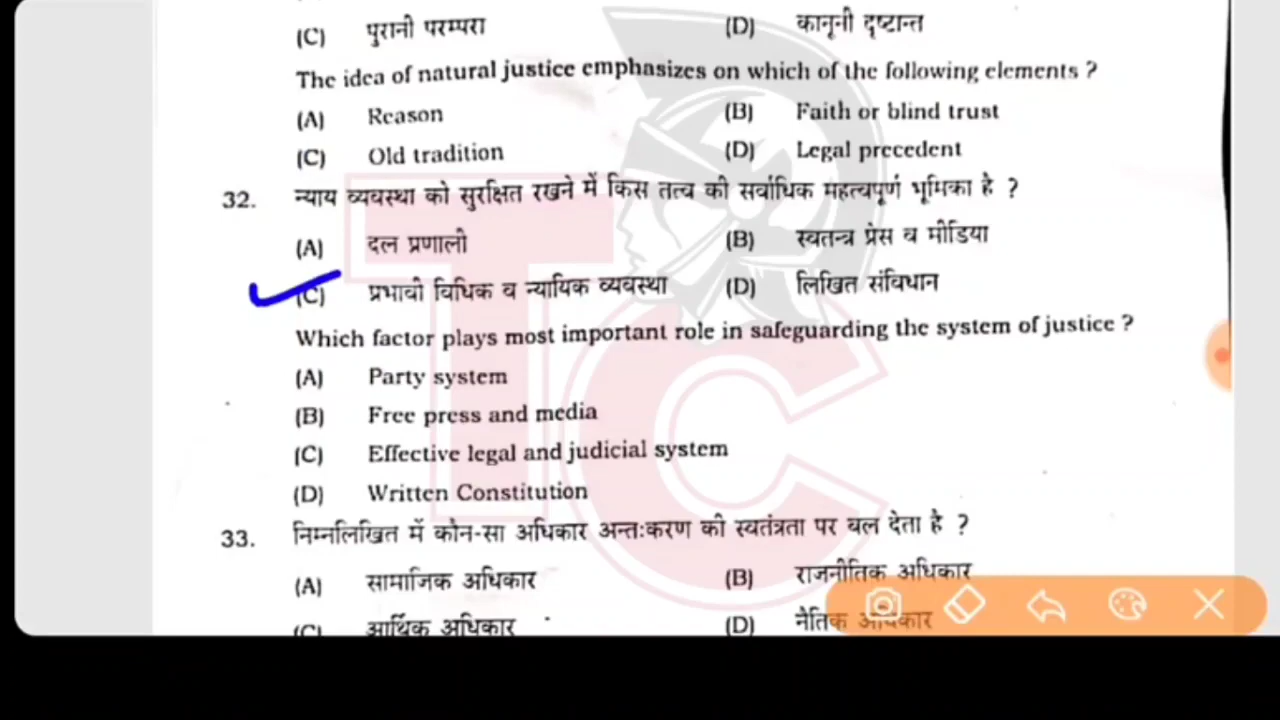 (C) पुरानी परम्परा (D) कानूनी दृष्टान्त
The idea of natural justice emphasizes on which of the following elements ?
(A) Reason (B) Faith or blind trust
(C) Old tradition (D) Legal precedent
32. न्याय व्यवस्था को सुरक्षित रखने में किस तत्व की सर्वाधिक महत्वपूर्ण भूमिका है ?
(A) दल प्रणाली (B) स्वतन्त्र प्रेस व मीडिया
(C) प्रभावी विधिक व न्यायिक व्यवस्था (D) लिखित संविधान
Which factor plays most important role in safeguarding the system of justice ?
(A) Party system
(B) Free press and media
(C) Effective legal and judicial system
(D) Written Constitution
33. निम्नलिखित में कौन-सा अधिकार अन्तःकरण की स्वतंत्रता पर बल देता है ?
(A) सामाजिक अधिकार (B) राजनीतिक अधिकार
(C) आर्थिक अधिकार (D) नैतिक अधिकार
TC